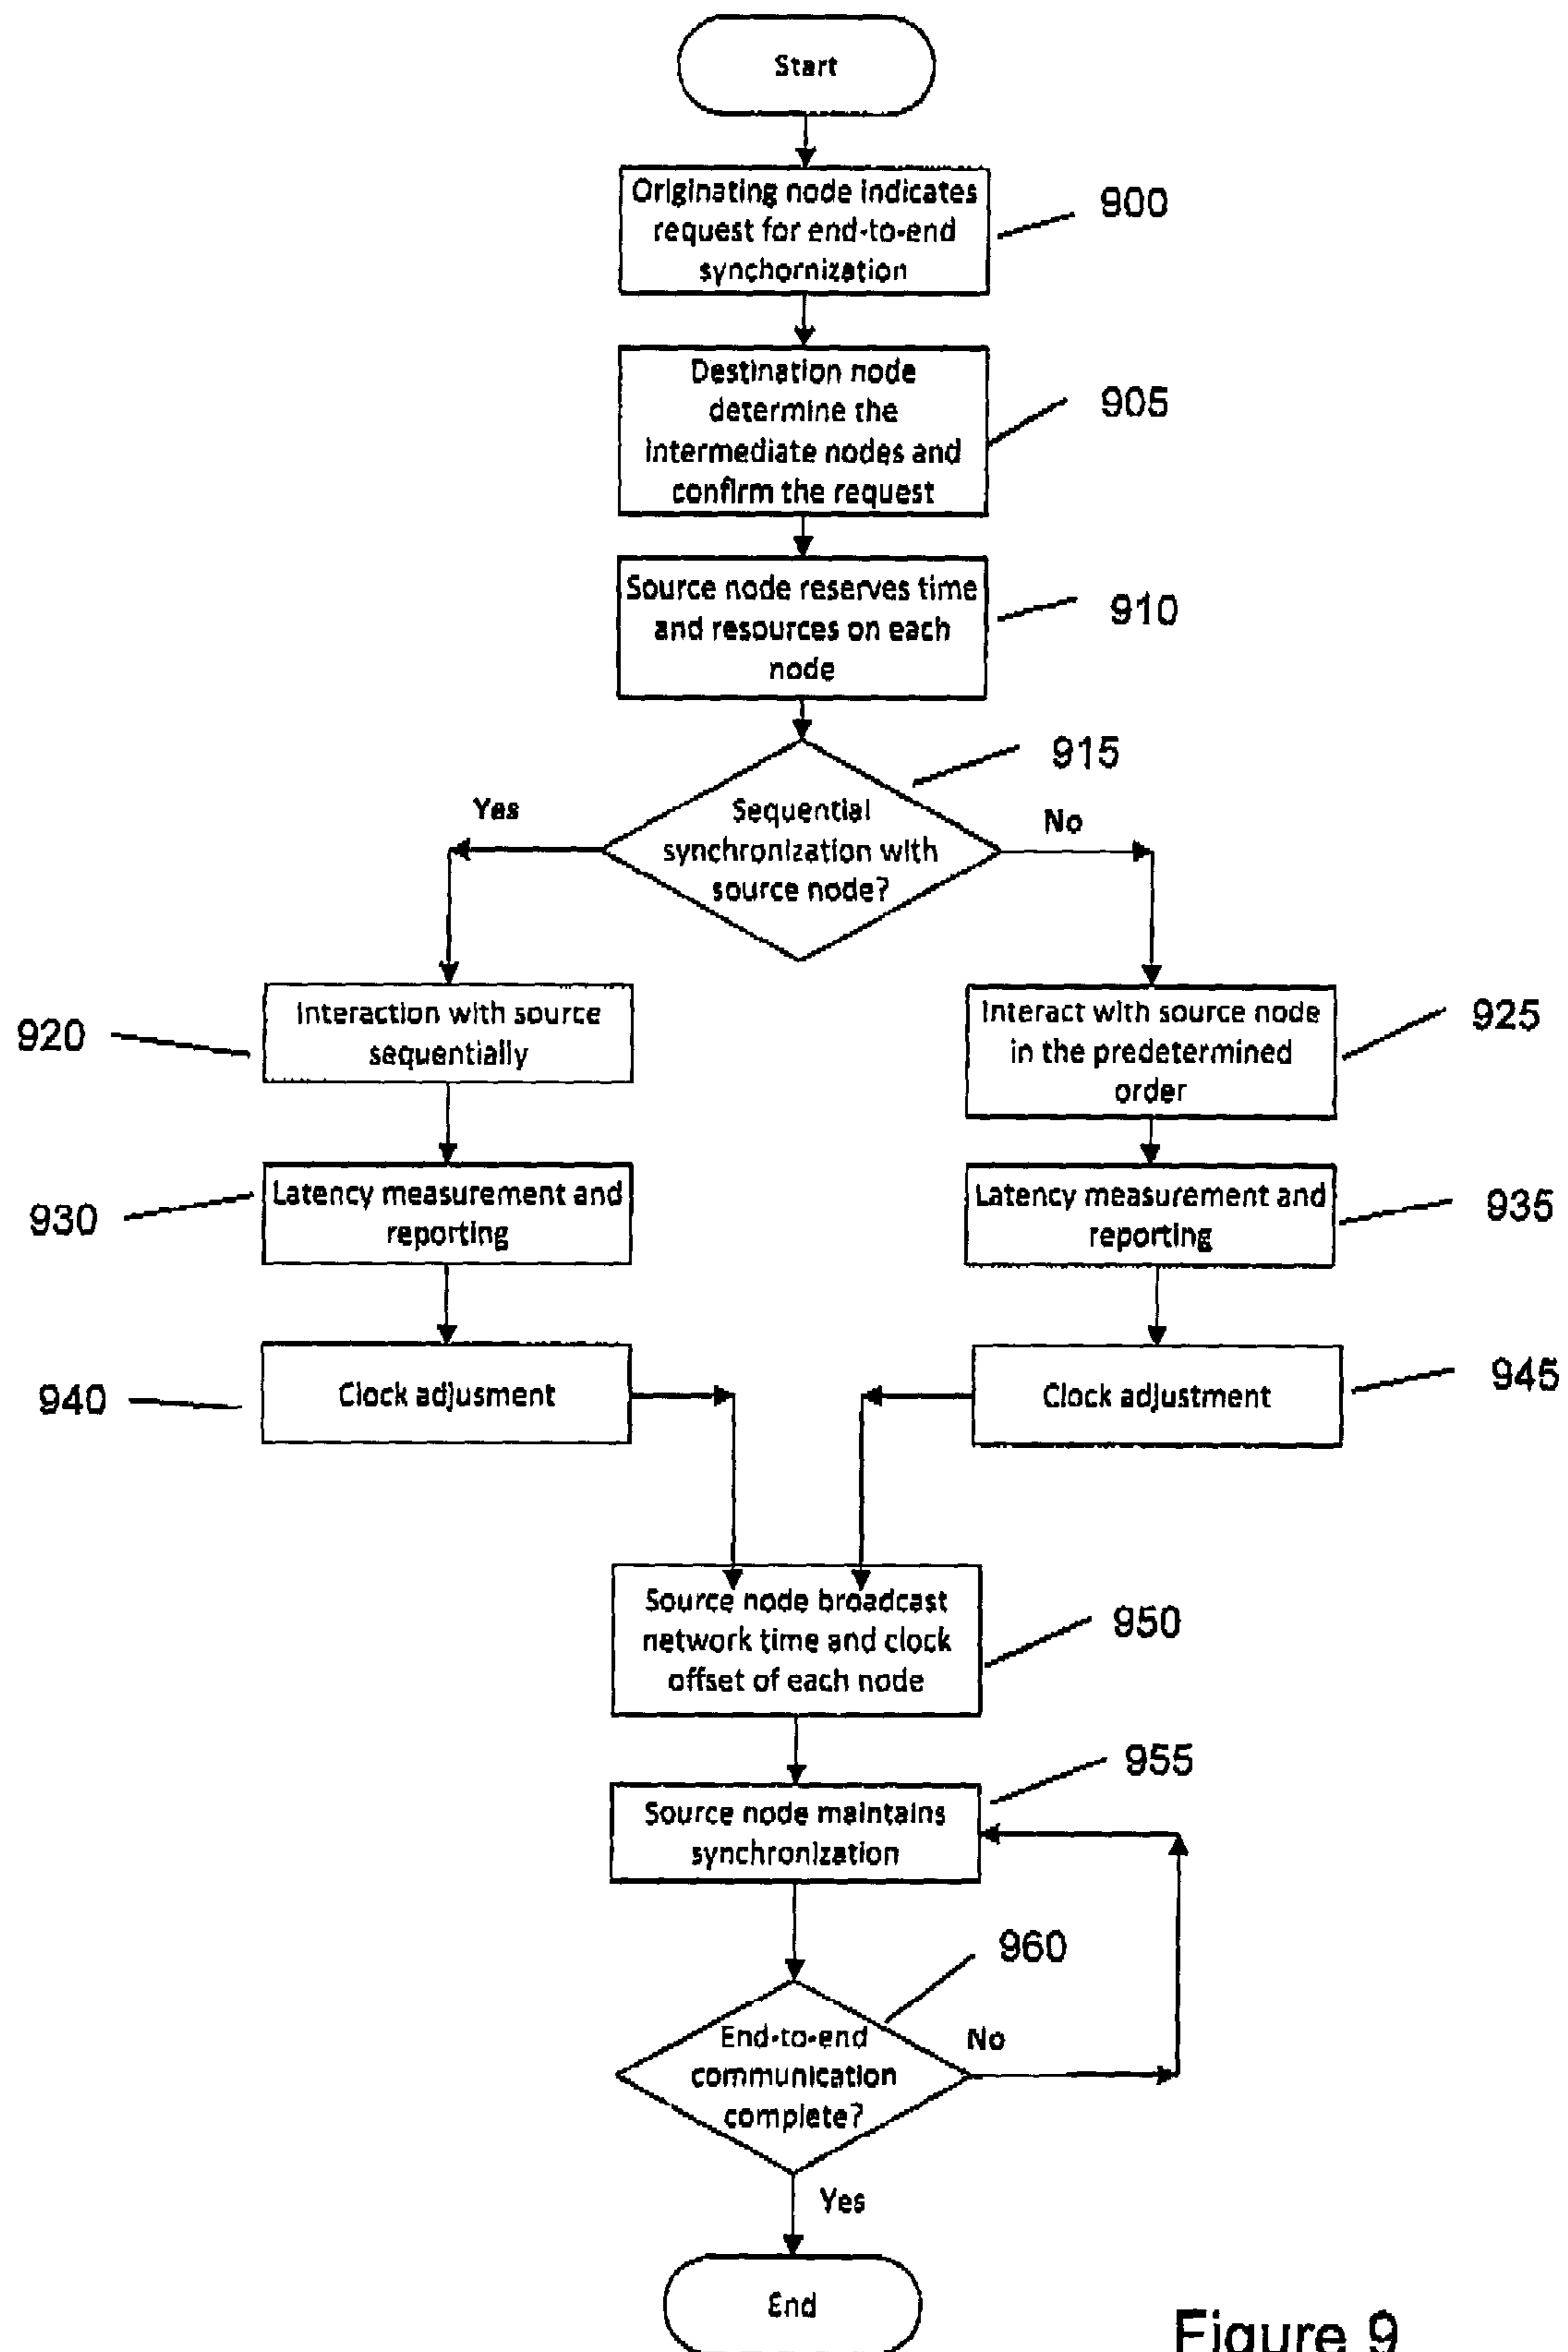 Start
Originating node indicates
request for end-to-end
synchornization
900
Destination node
determine the
intermediate nodes and
confirm the request
905
Source node reserves time
and resources on each
node
910
915
Sequential
synchronization with
source node?
Yes
No
920
Interaction with source
sequentially
Interact with source node
in the predetermined
order
925
930
Latency measurement and
reporting
Latency measurement and
reporting
935
940
Clock adjusment
Clock adjustment
945
Source node broadcast
network time and clock
offset of each node
950
955
Source node maintains
synchronization
960
End-to-end
communication
complete?
No
Yes
End
Figure 9